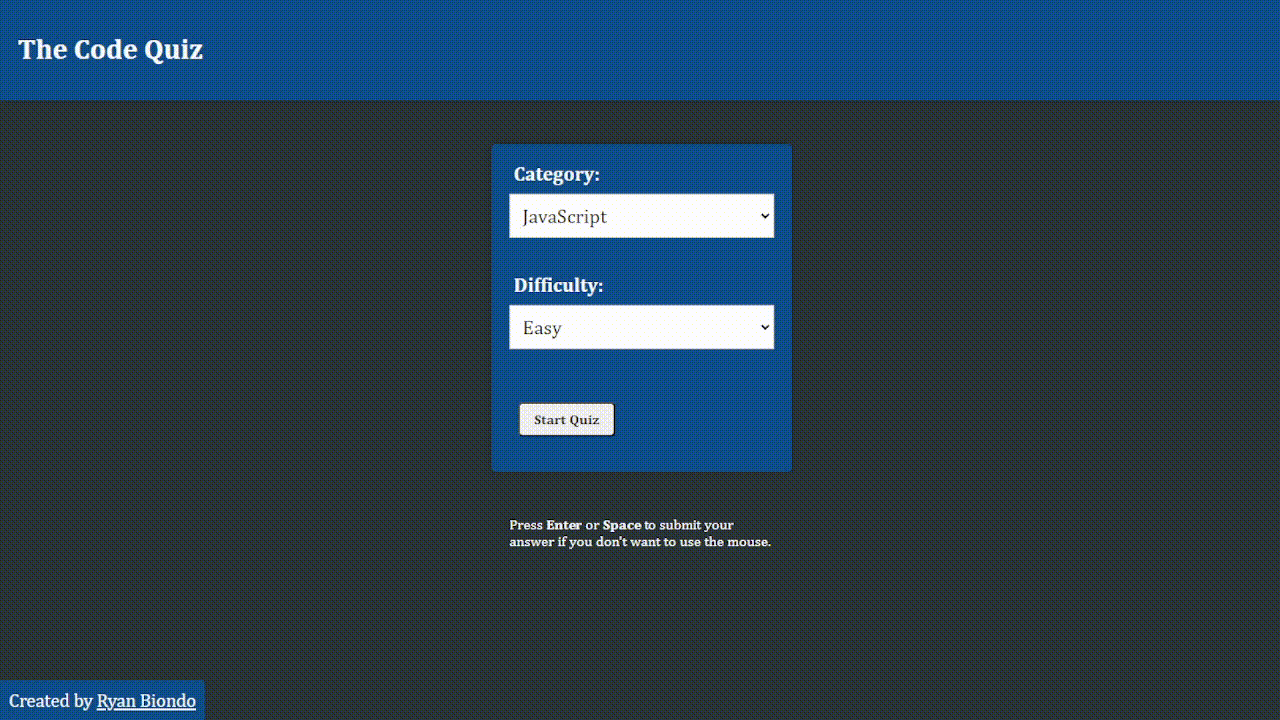 The Code Quiz
Category:
JavaScript
Difficulty:
Easy
Start Quiz
Press Enter or Space to submit your
answer if you don't want to use the mouse.
Created by Ryan Biondo